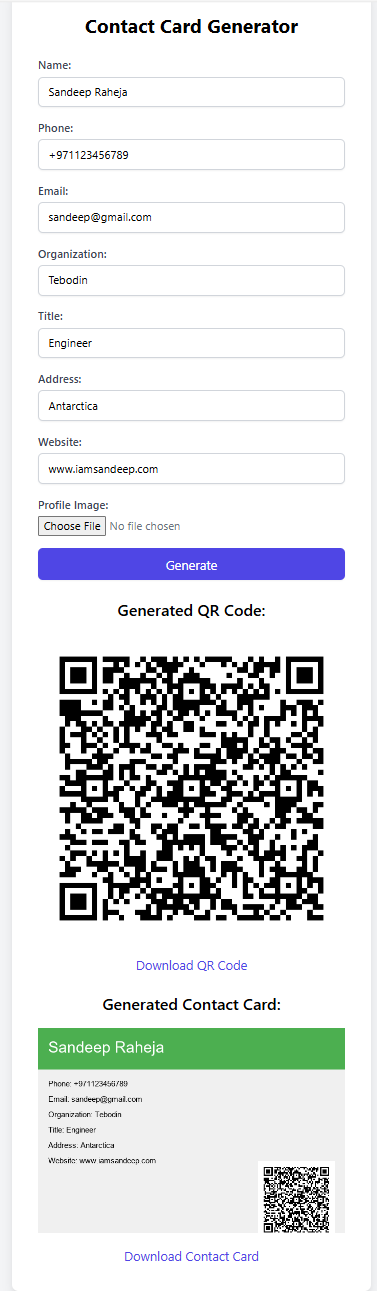 Contact Card Generator
Name:
Sandeep Raheja
Phone:
+971123456789
Email:
sandeep@gmail.com
Organization:
Tebodin
Title:
Engineer
Address:
Antarctica
Website:
www.iamsandeep.com
Profile Image:
Choose File No file chosen
Generate
Generated QR Code:
Download QR Code
Generated Contact Card:
Sandeep Raheja
Phone: +971123456789
Email: sandeep@gmail.com
Organization: Tebodin
Title: Engineer
Address: Antarctica
Website: www.iamsandeep.com
Download Contact Card